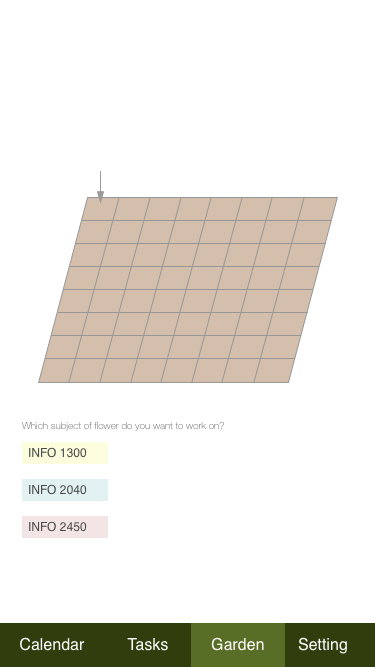 Which subject of flower do you want to work on?
INFO 1300
INFO 2040
INFO 2450
Calendar Tasks Garden Setting